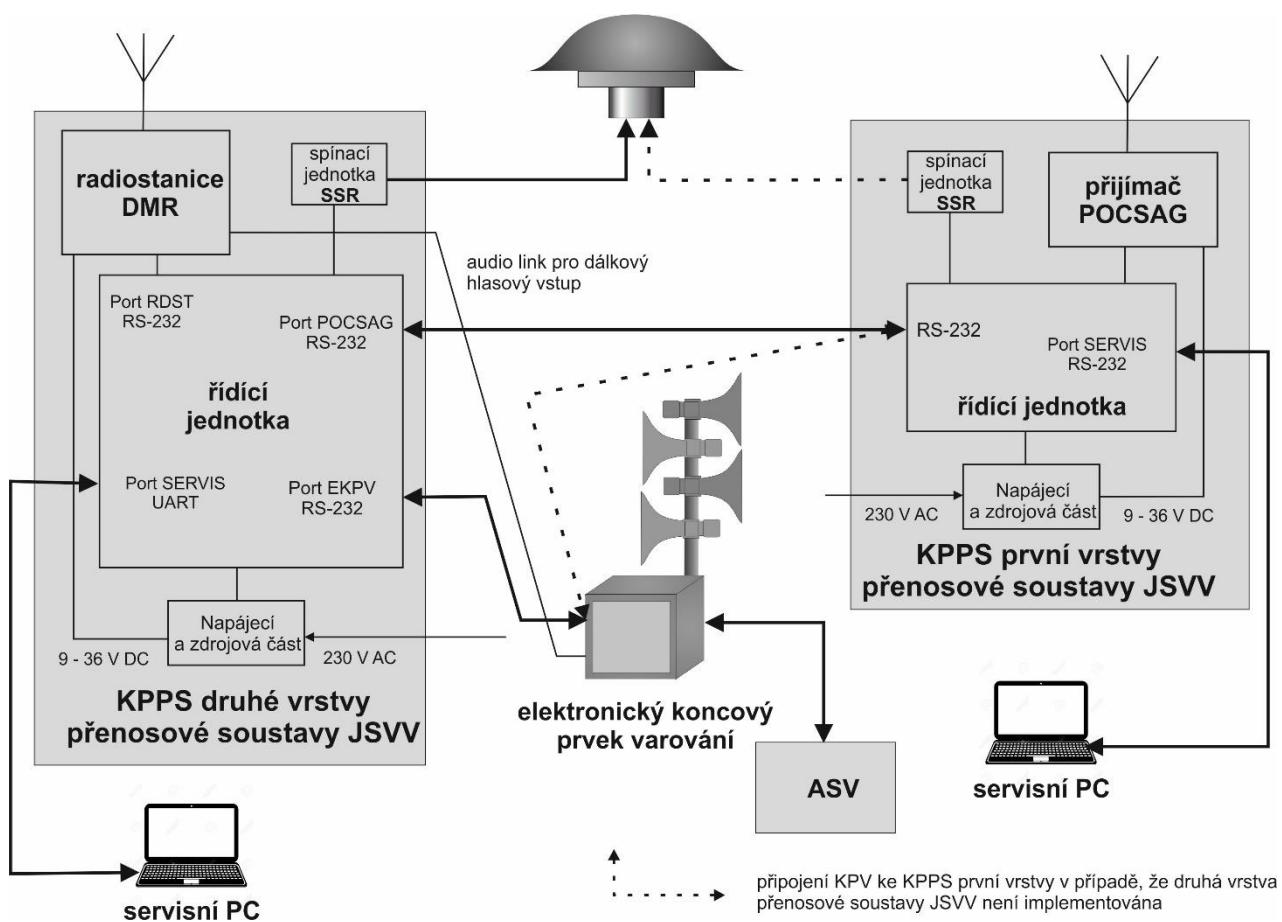 radiostanice
DMR
spínací
jednotka
SSR
Port RDST
RS-232
Port POCSAG
RS-232
řídící
jednotka
Port SERVIS
UART
Port EKPV
RS-232
Napájecí
a zdrojová část
9 - 36 V DC
230 V AC
KPPS druhé vrstvy
přenosové soustavy JSVV
servisní PC
audio link pro dálkový
hlasový vstup
elektronický koncový
prvek varování
ASV
spínací
jednotka
SSR
přijímač
POCSAG
RS-232
Port SERVIS
RS-232
řídící jednotka
230 V AC
Napájecí
a zdrojová část
9 - 36 V DC
KPPS první vrstvy
přenosové soustavy JSVV
servisní PC
připojení KPV ke KPPS první vrstvy v případě, že druhá vrstva
přenosové soustavy JSVV není implementována